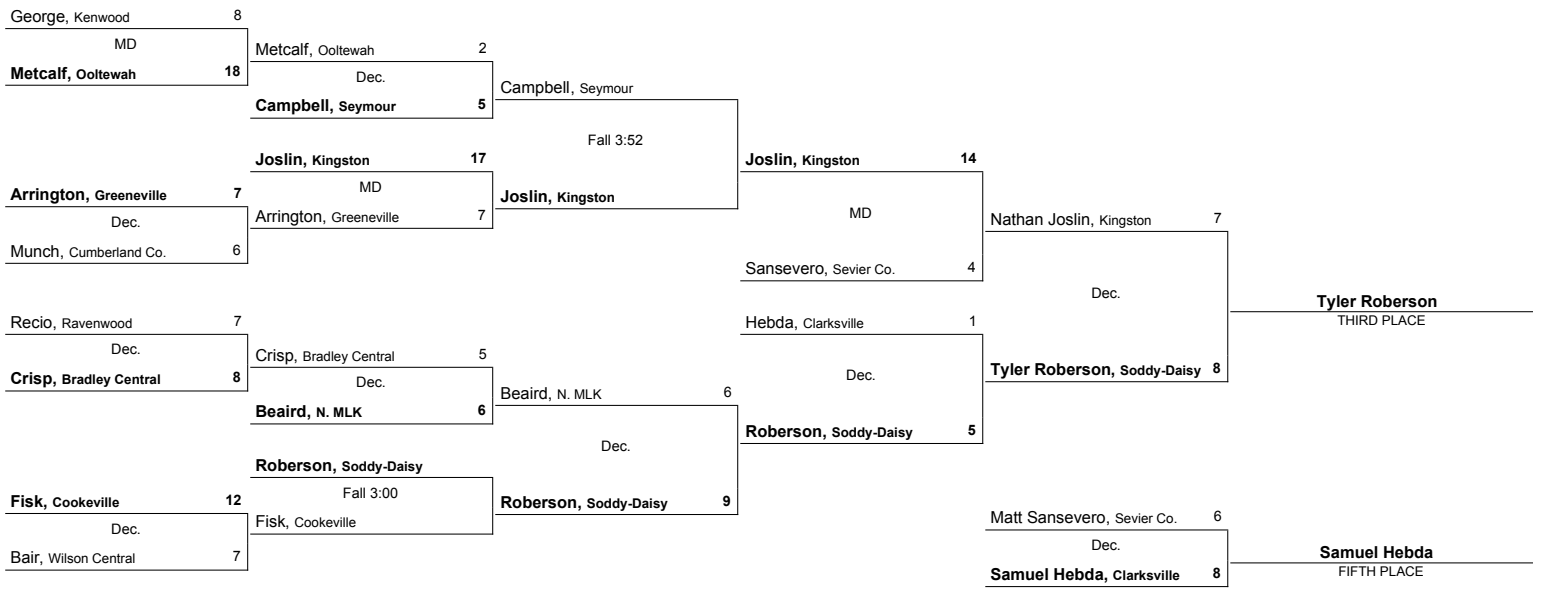 George, Kenwood 8
MD
Metcalf, Ooltewah 18
Arrington, Greeneville 7
Dec.
Munch, Cumberland Co. 6
Recio, Ravenwood 7
Dec.
Crisp, Bradley Central 8
Fisk, Cookeville 12
Dec.
Bair, Wilson Central 7
Metcalf, Ooltewah 2
Dec.
Campbell, Seymour 5
Joslin, Kingston 17
MD
Arrington, Greeneville 7
Crisp, Bradley Central 5
Dec.
Beaird, N. MLK 6
Roberson, Soddy-Daisy
Fall 3:00
Fisk, Cookeville
Campbell, Seymour
Fall 3:52
Joslin, Kingston
Beaird, N. MLK 6
Dec.
Roberson, Soddy-Daisy 9
Joslin, Kingston 14
MD
Sansevero, Sevier Co. 4
Hebda, Clarksville 1
Dec.
Roberson, Soddy-Daisy 5
Nathan Joslin, Kingston 7
Dec.
Tyler Roberson, Soddy-Daisy 8
Matt Sansevero, Sevier Co. 6
Dec.
Samuel Hebda, Clarksville 8
Tyler Roberson
THIRD PLACE
Samuel Hebda
FIFTH PLACE